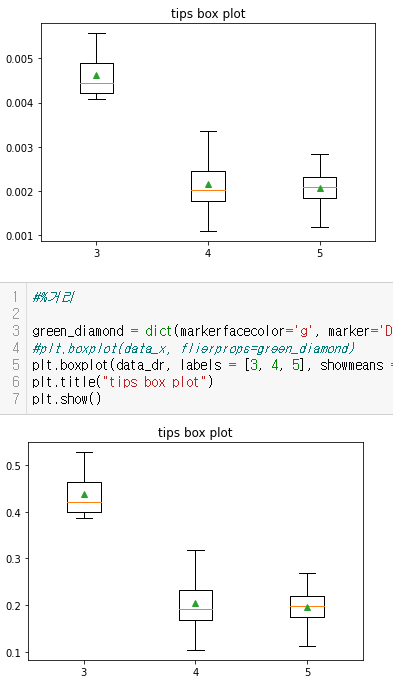 tips box plot
0.005
0.004
0.003
0.002
0.001
3 4 5
1 #%거리
2
3 green_diamond = dict(markerfacecolor='g', marker='D
4 #plt.boxplot(data_x, flierprops=green_diamond)
5 plt.boxplot(data_dr, labels = [3, 4, 5], showmeans =
6 plt.title("tips box plot")
7 plt.show()
tips box plot
0.5
0.4
0.3
0.2
0.1
3 4 5